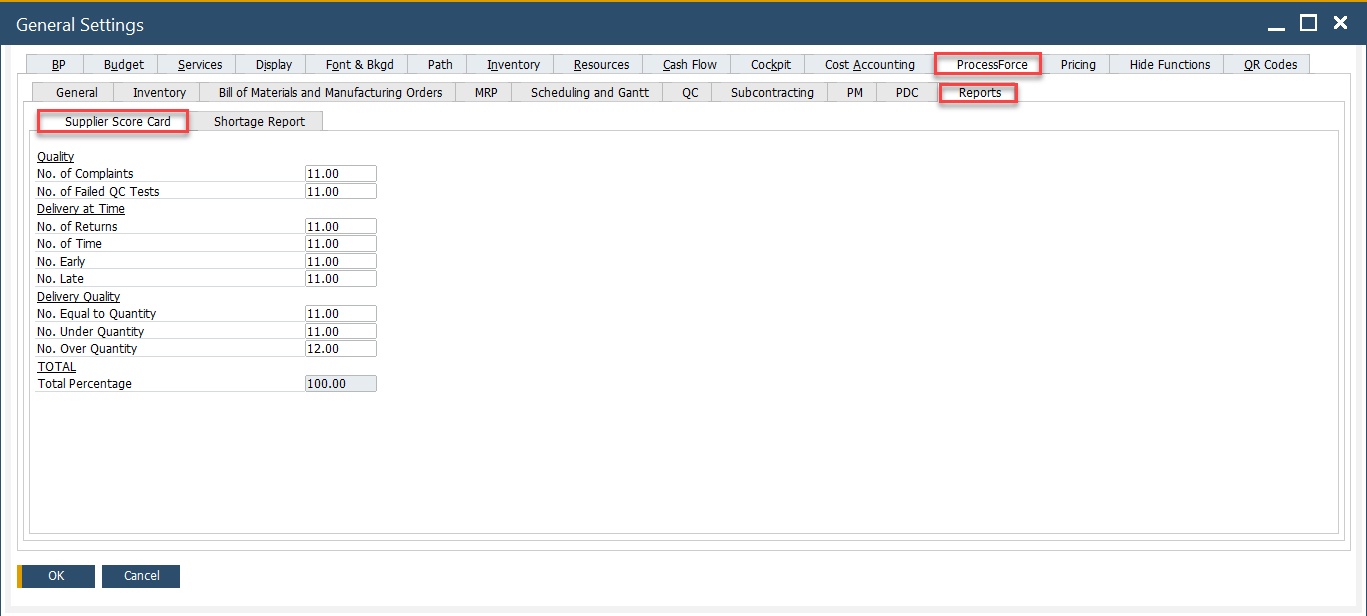 General Settings
BP Budget Services Display Font & Bkgd Path Inventory Resources Cash Flow Cockpit Cost Accounting ProcessForce Pricing Hide Functions QR Codes
General Inventory Bill of Materials and Manufacturing Orders MRP Scheduling and Gantt QC Subcontracting PM PDC Reports
Supplier Score Card Shortage Report
Quality
No. of Complaints 11.00
No. of Failed QC Tests 11.00
Delivery at Time
No. of Returns 11.00
No. of Time 11.00
No. Early 11.00
No. Late 11.00
Delivery Quality
No. Equal to Quantity 11.00
No. Under Quantity 11.00
No. Over Quantity 12.00
TOTAL
Total Percentage 100.00
OK Cancel